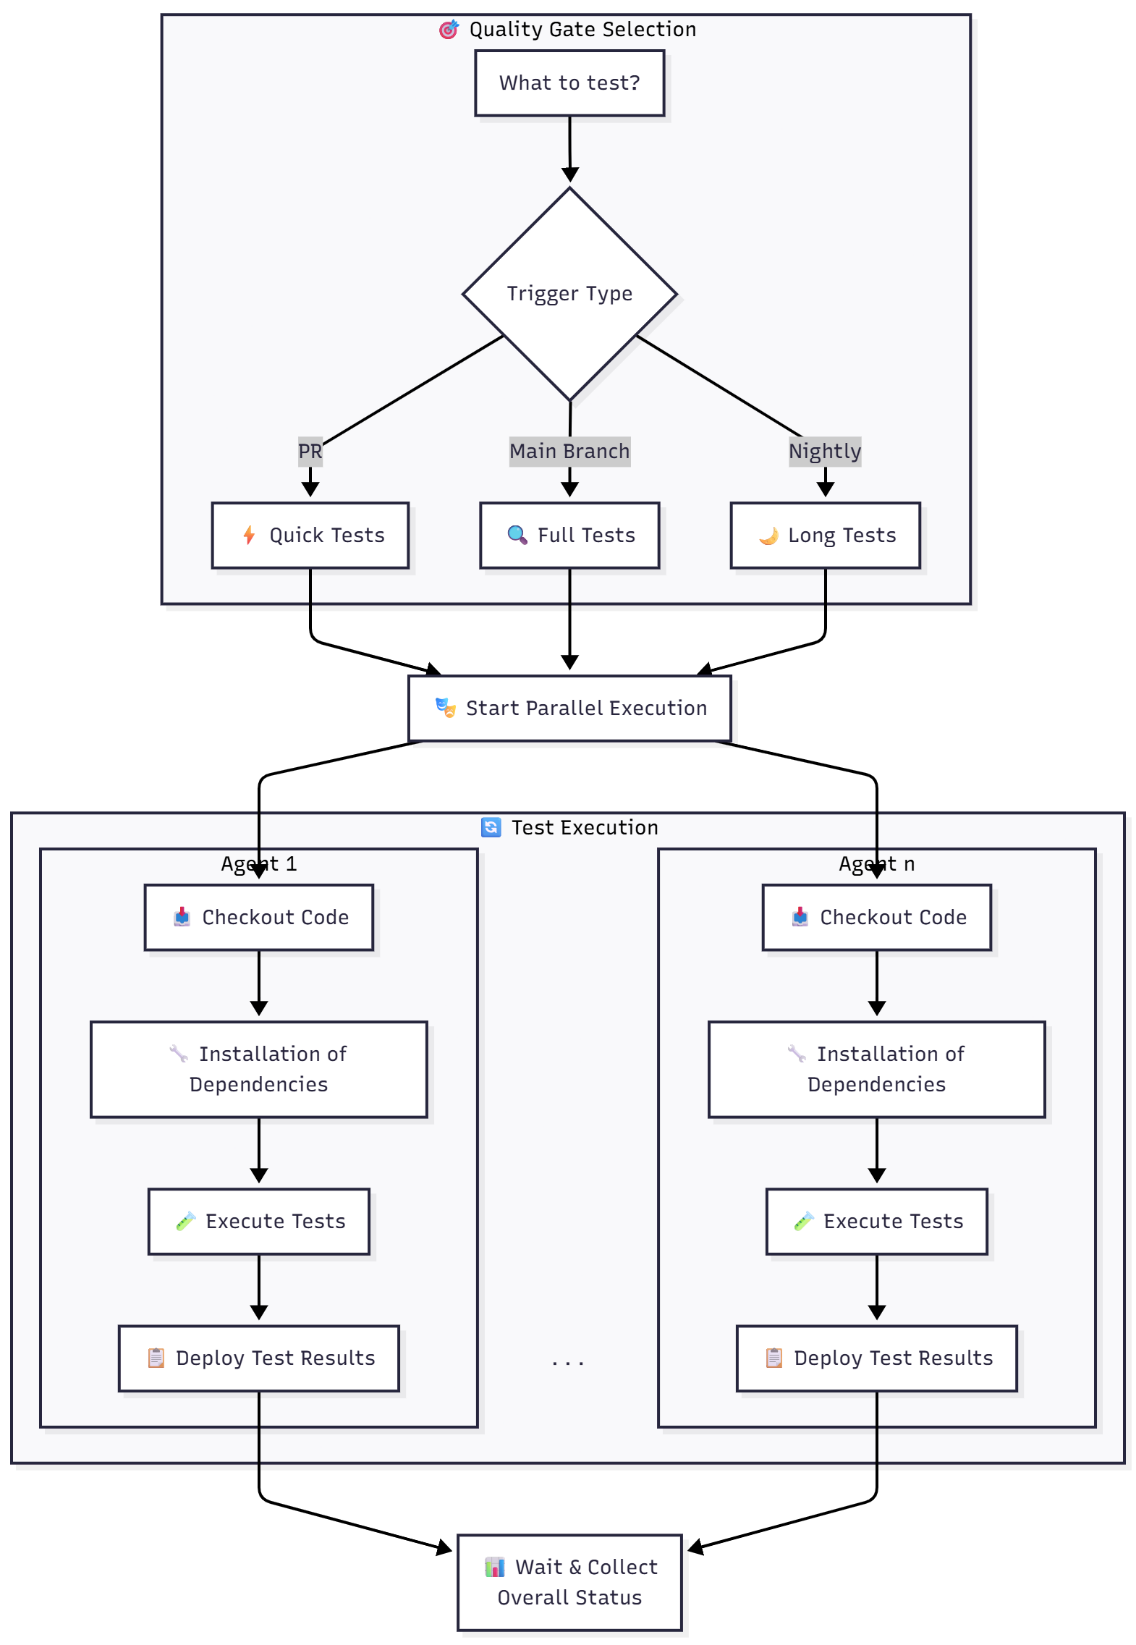 🎯 Quality Gate Selection
What to test?
Trigger Type
PR
Main Branch
Nightly
⚡ Quick Tests
🔍 Full Tests
🌙 Long Tests
🎭 Start Parallel Execution
🔄 Test Execution
Agent 1
📥 Checkout Code
🔧 Installation of
Dependencies
🧪 Execute Tests
📋 Deploy Test Results
...
Agent n
📥 Checkout Code
🔧 Installation of
Dependencies
🧪 Execute Tests
📋 Deploy Test Results
📊 Wait & Collect
Overall Status